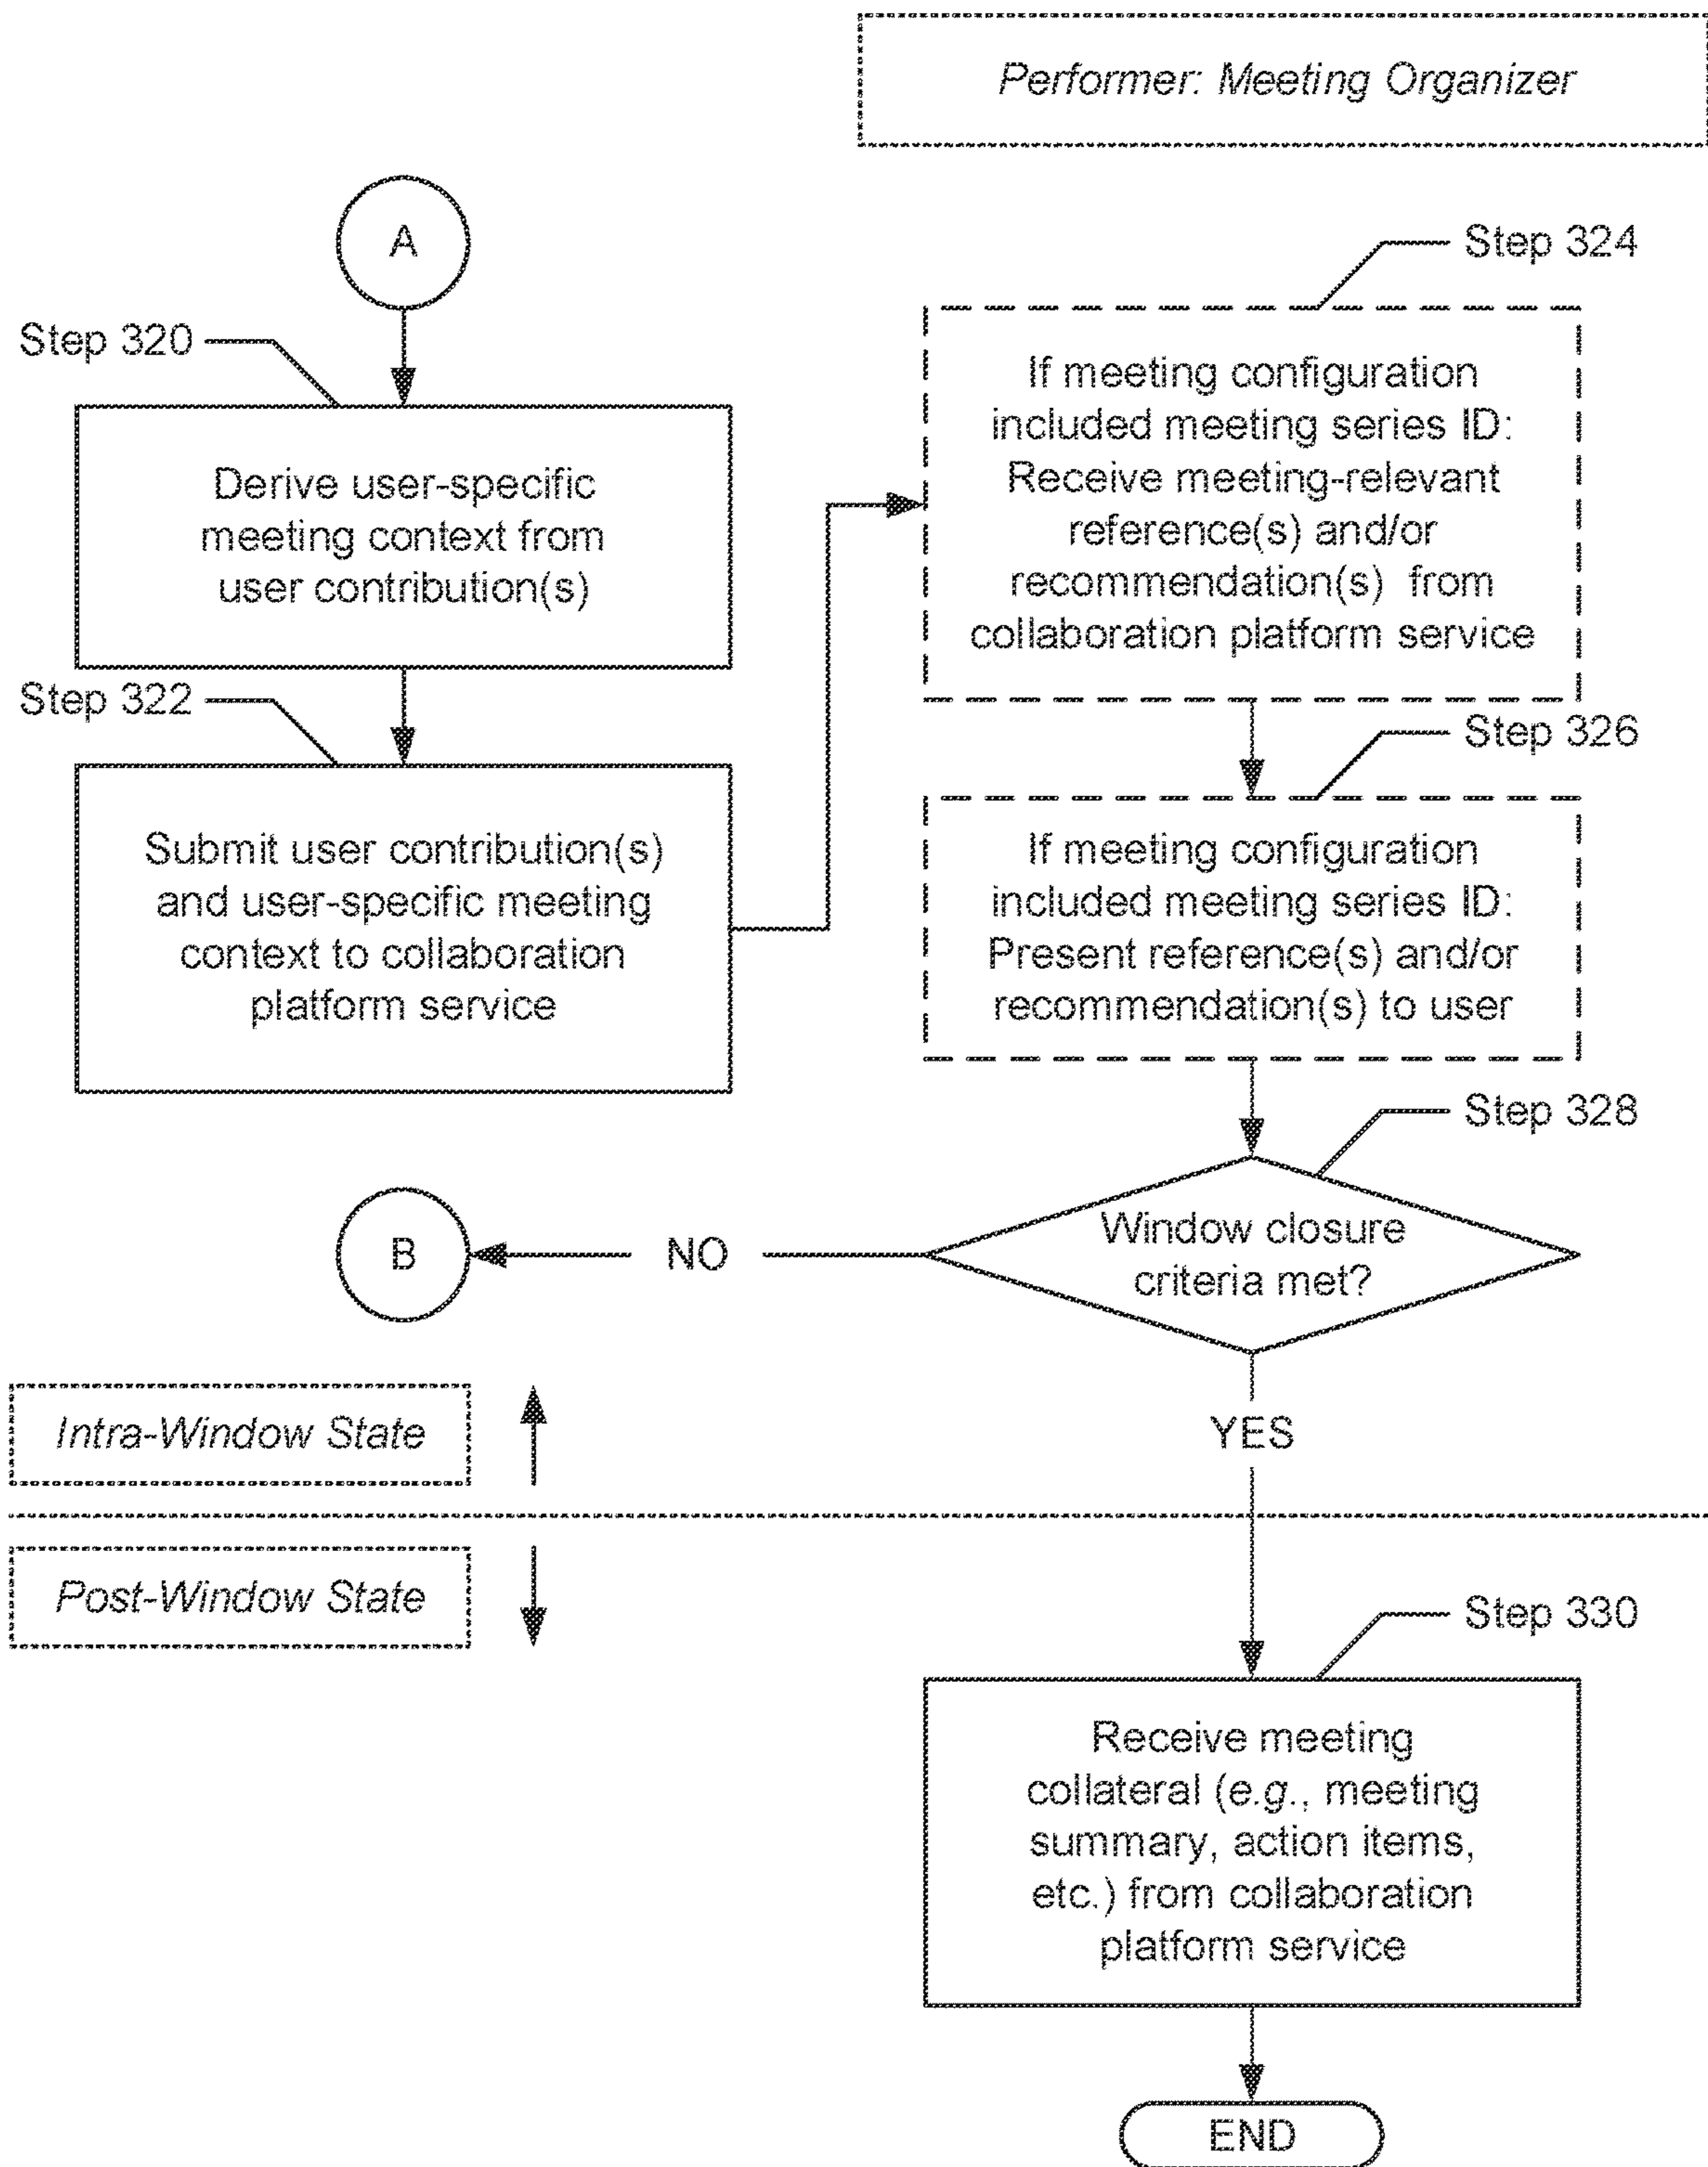 Performer: Meeting Organizer
A
Step 320
Derive user-specific
meeting context from
user contribution(s)
Step 322
Submit user contribution(s)
and user-specific meeting
context to collaboration
platform service
Step 324
If meeting configuration
included meeting series ID:
Receive meeting-relevant
reference(s) and/or
recommendation(s) from
collaboration platform service
Step 326
If meeting configuration
included meeting series ID:
Present reference(s) and/or
recommendation(s) to user
Step 328
Window closure
criteria met?
NO
B
YES
Intra-Window State
Post-Window State
Step 330
Receive meeting
collateral (e.g., meeting
summary, action items,
etc.) from collaboration
platform service
END